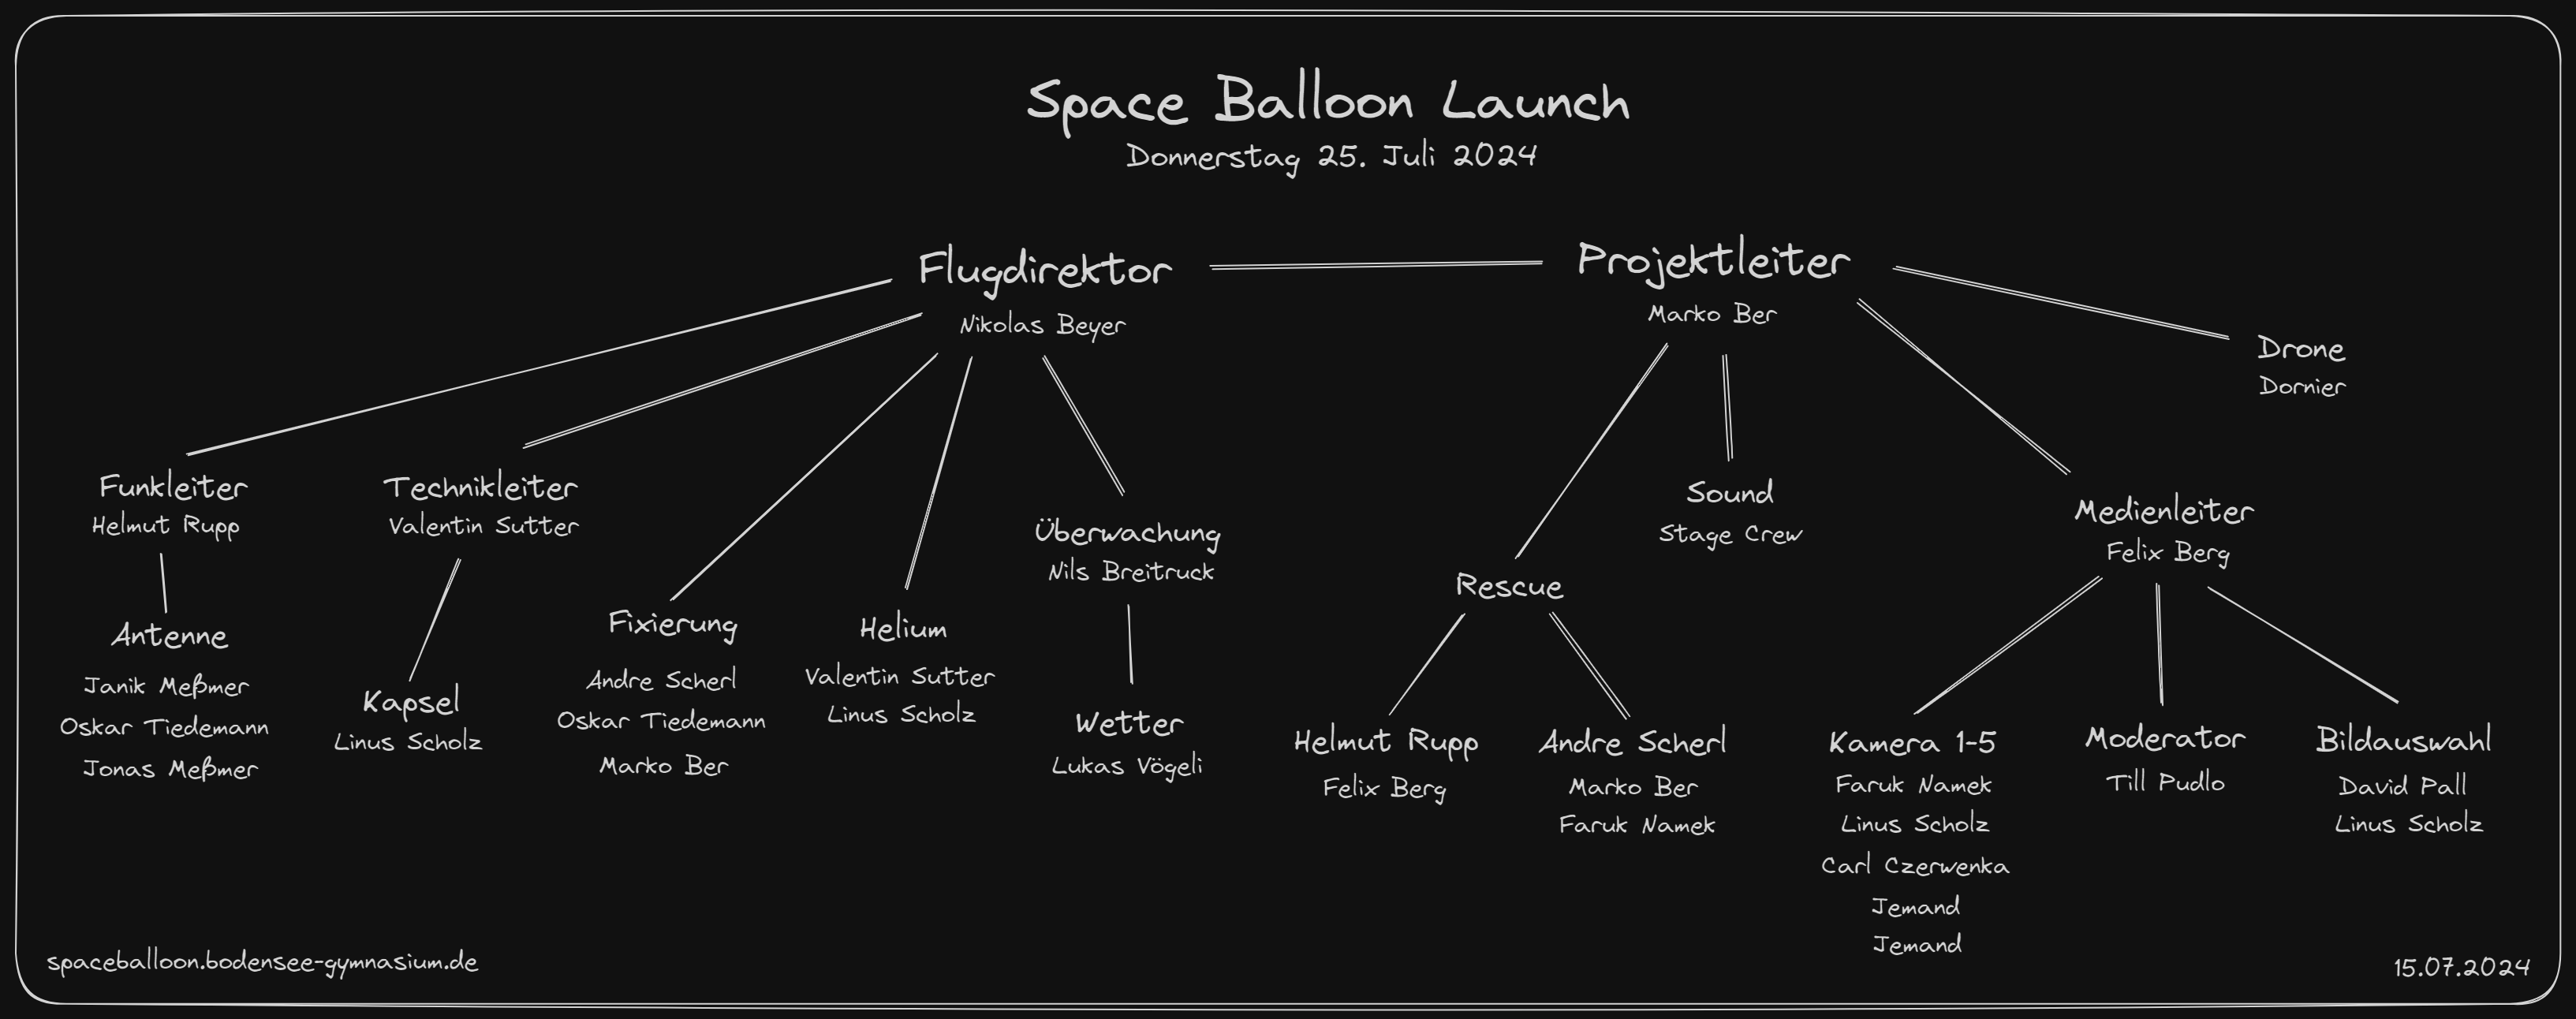 Space Balloon Launch
Donnerstag 25. Juli 2024
Flugdirektor
Nikolas Beyer
Projektleiter
Marko Ber
Drone
Dornier
Funkleiter
Helmut Rupp
Antenne
Janik Meßmer
Oskar Tiedemann
Jonas Meßmer
Technikleiter
Valentin Sutter
Kapsel
Linus Scholz
Fixierung
Andre Scherl
Oskar Tiedemann
Marko Ber
Helium
Valentin Sutter
Linus Scholz
Überwachung
Nils Breitruck
Wetter
Lukas Vögeli
Rescue
Helmut Rupp
Felix Berg
Andre Scherl
Marko Ber
Faruk Namek
Sound
Stage Crew
Medienleiter
Felix Berg
Kamera 1-5
Faruk Namek
Linus Scholz
Carl Czerwenka
Jemand
Jemand
Moderator
Till Pudlo
Bildauswahl
David Pall
Linus Scholz
spaceballoon.bodensee-gymnasium.de
15.07.2024